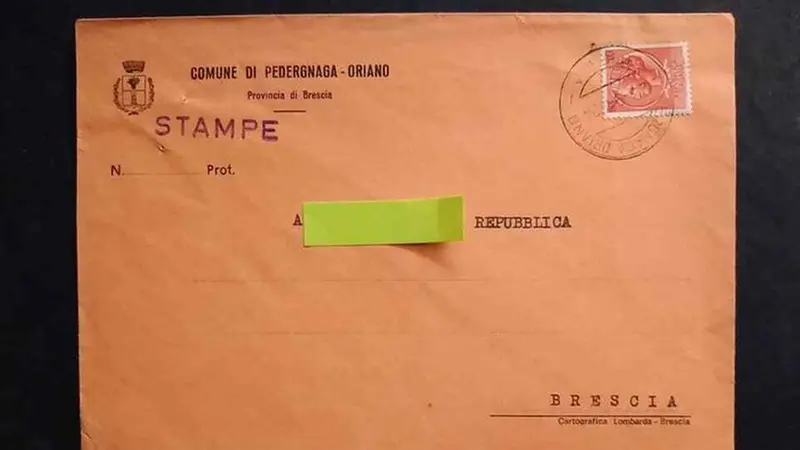 COMUNE DI PEDERGNAGA - ORIANO
Provincia di Brescia
STAMPE
N. Prot.
A REPUBBLICA
BRESCIA
Cartografica Lombarda - Brescia